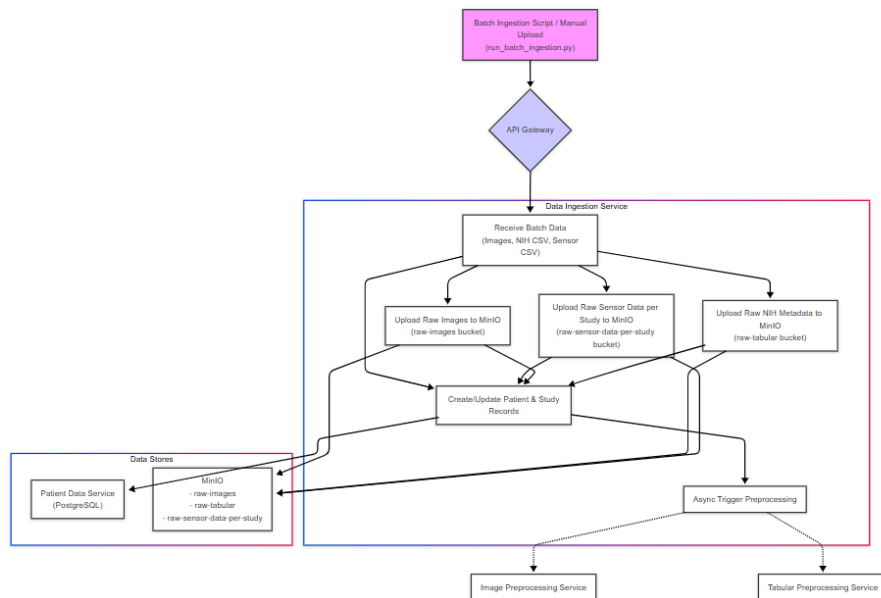 Batch Ingestion Script / Manual
Upload
(run_batch_ingestion.py)
API Gateway
Data Ingestion Service
Receive Batch Data
(Images, NIH CSV, Sensor
CSV)
Upload Raw Images to MinIO
(raw-images bucket)
Upload Raw Sensor Data per
Study to MinIO
(raw-sensor-data-per-study
bucket)
Upload Raw NIH Metadata to
MinIO
(raw-tabular bucket)
Create/Update Patient & Study
Records
Data Stores
Patient Data Service
(PostgreSQL)
MinIO
- raw-images
- raw-tabular
- raw-sensor-data-per-study
Async Trigger Preprocessing
Image Preprocessing Service
Tabular Preprocessing Service